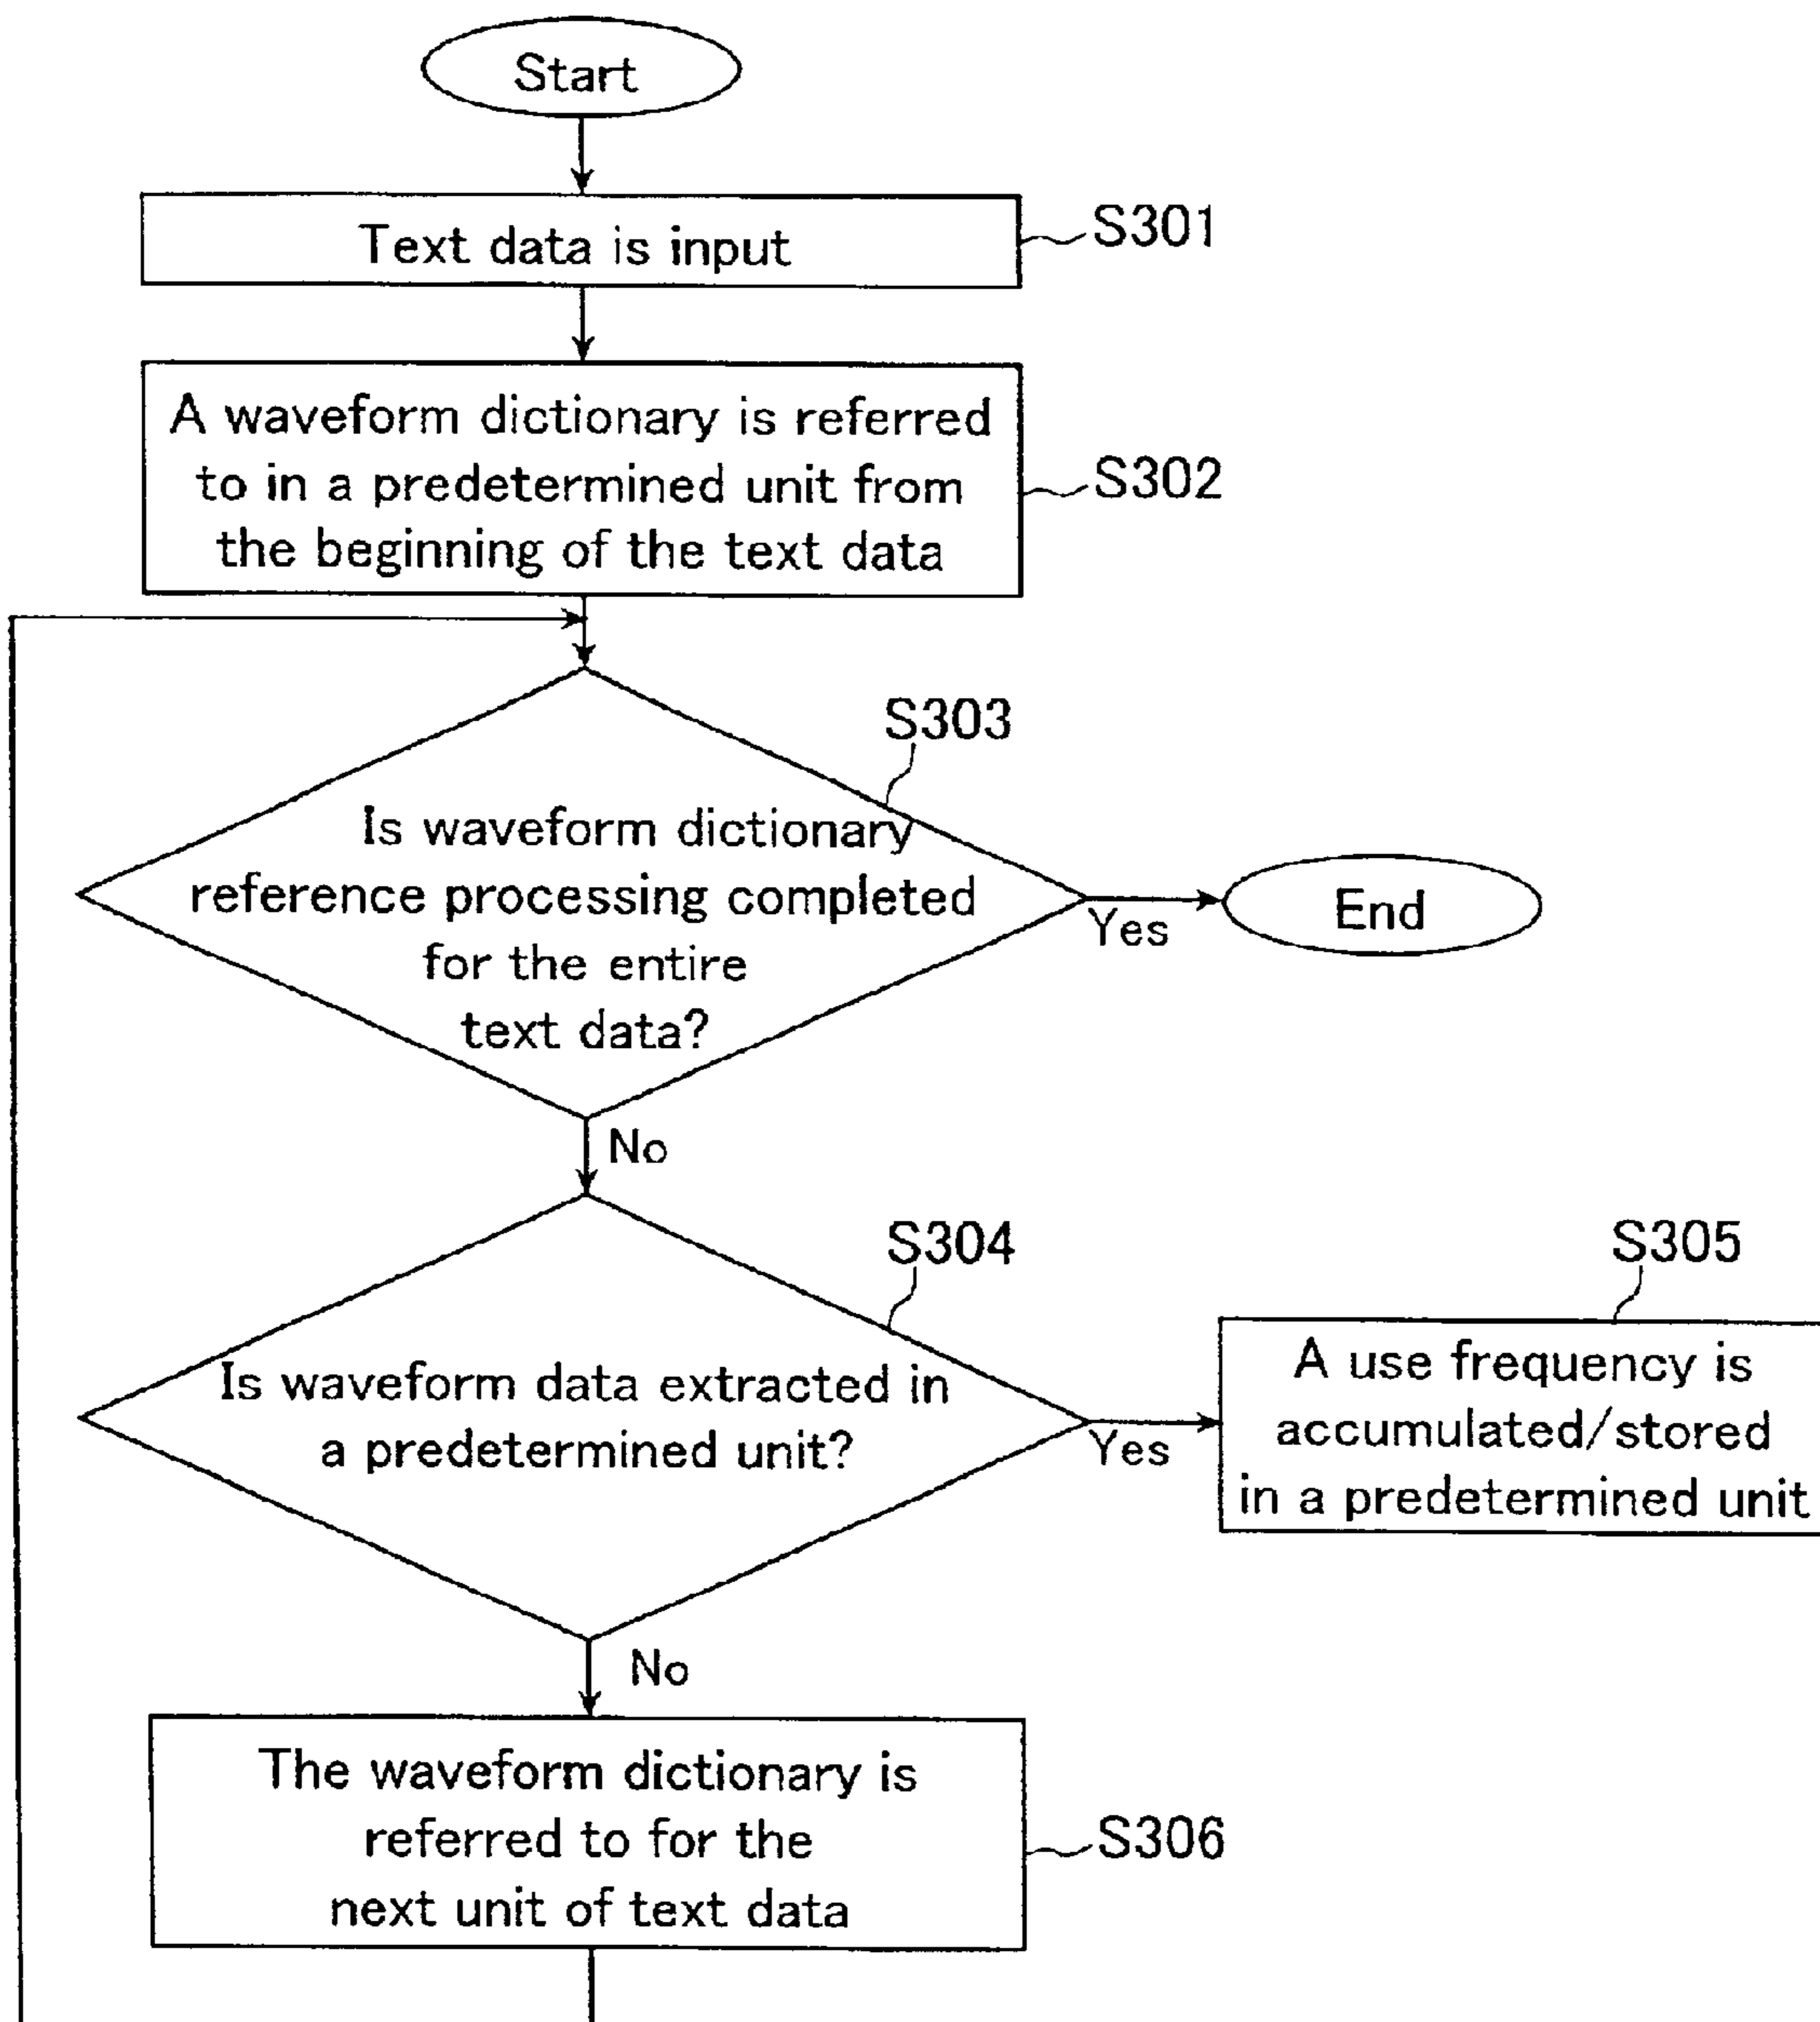 Start
Text data is input
S301
A waveform dictionary is referred
to in a predetermined unit from
the beginning of the text data
S302
S303
Is waveform dictionary
reference processing completed
for the entire
text data?
Yes
End
No
S304
Is waveform data extracted in
a predetermined unit?
Yes
S305
A use frequency is
accumulated/stored
in a predetermined unit
No
The waveform dictionary is
referred to for the
next unit of text data
S306